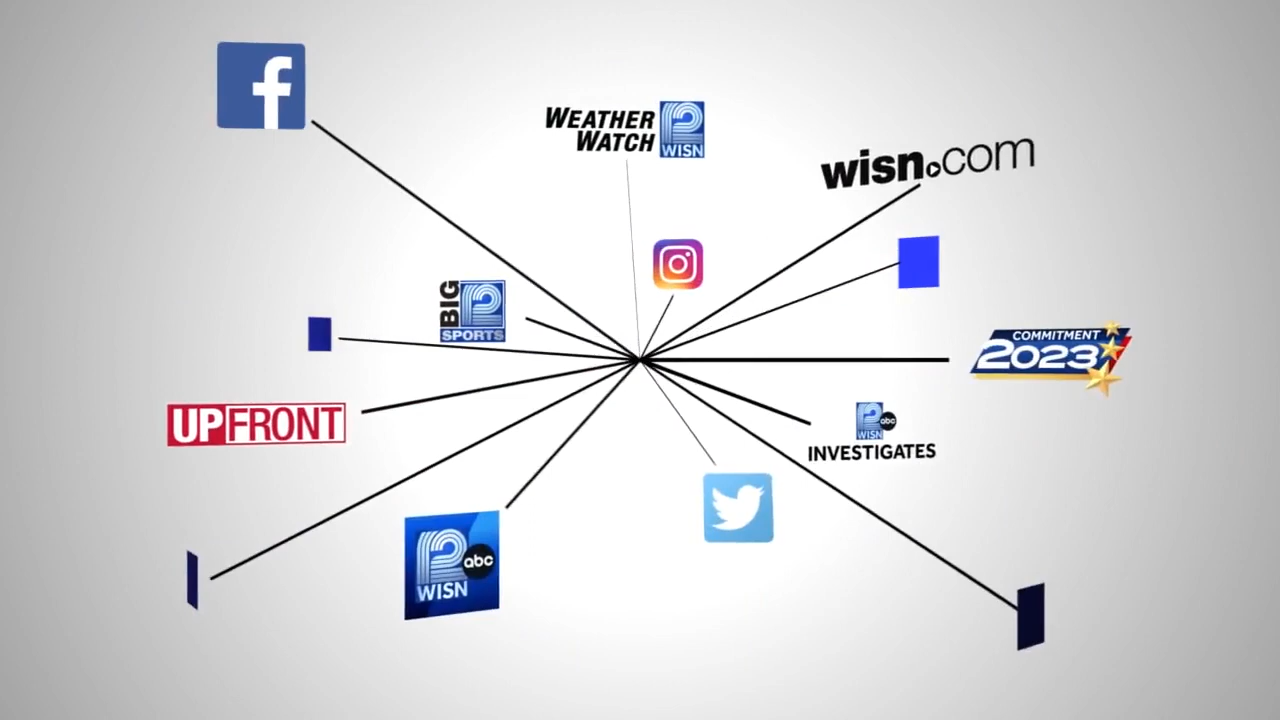 f
WEATHER
WATCH
12
WISN
wisn.com
BIG
12
SPORTS
COMMITMENT
2023
UPFRONT
12
abc
WISN
INVESTIGATES
12
abc
WISN